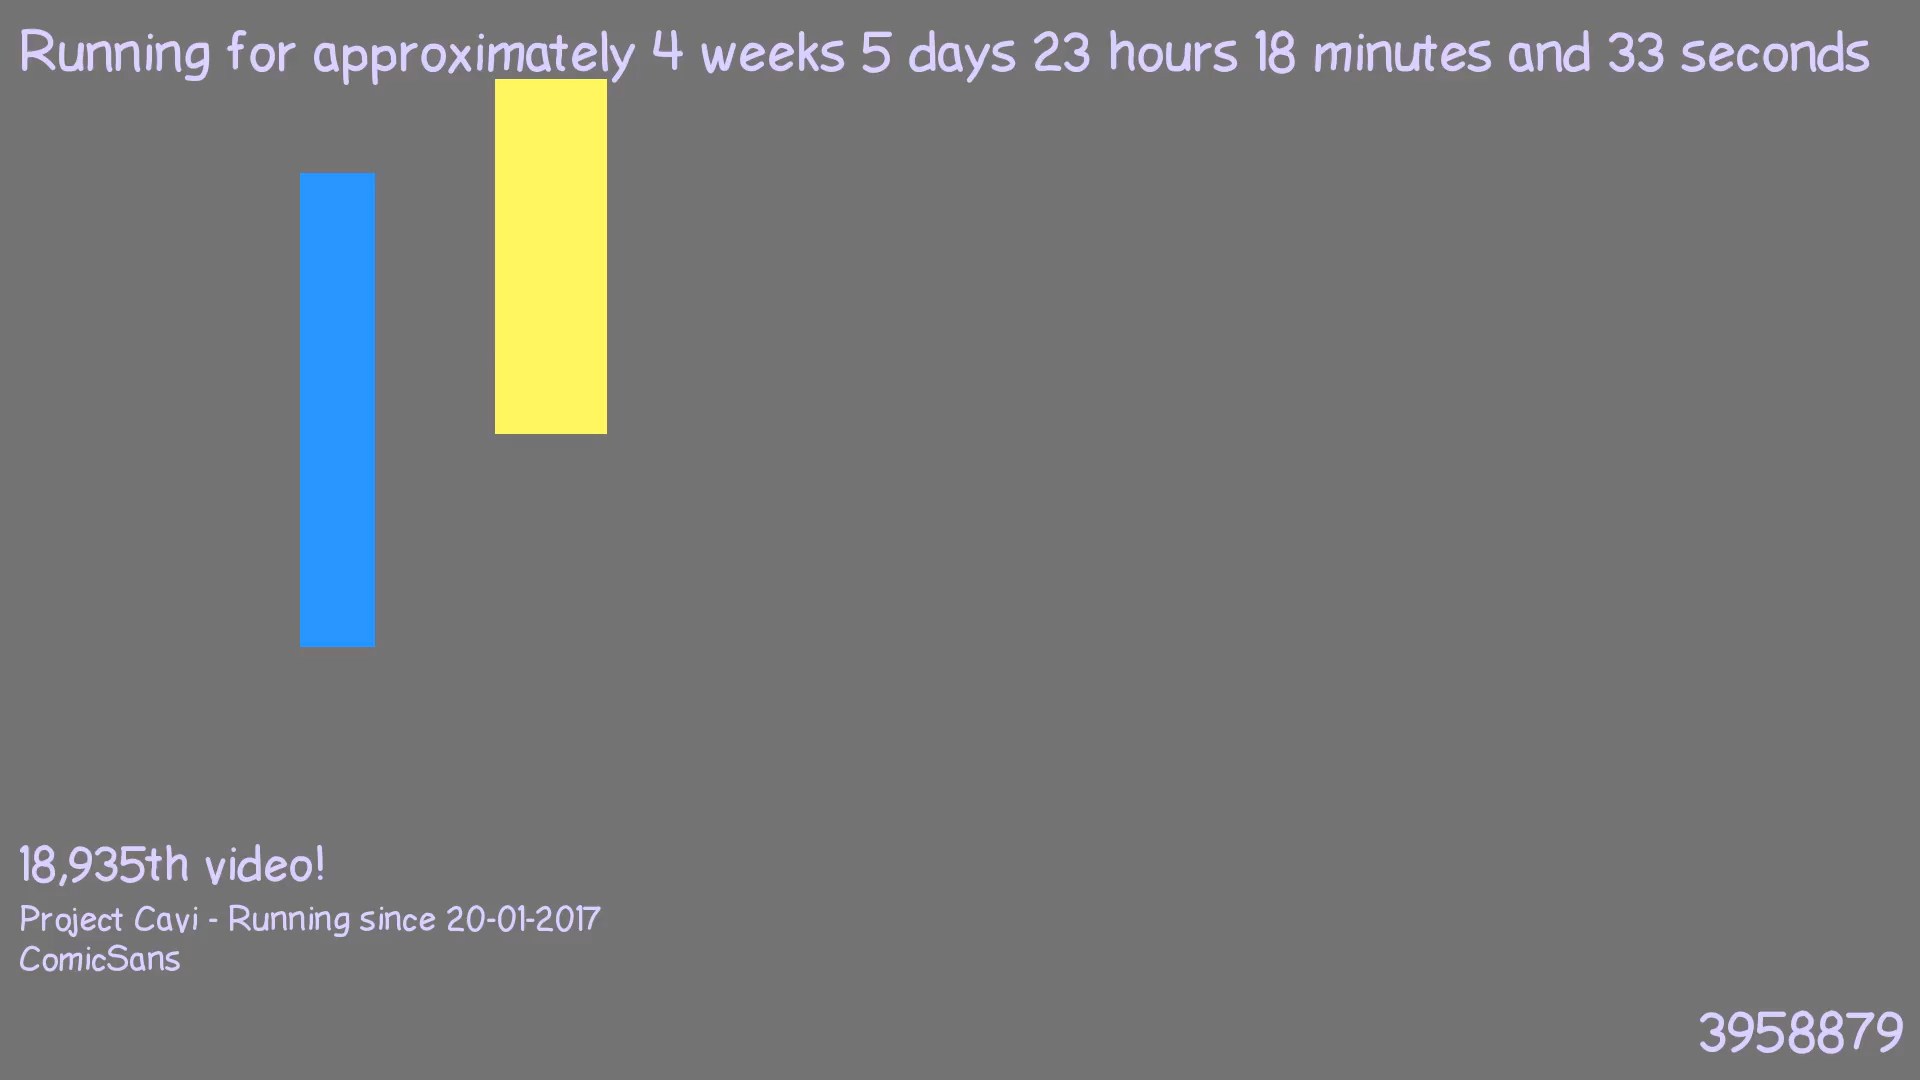 Running for approximately 4 weeks 5 days 23 hours 18 minutes and 33 seconds
18,935th video!
Project Cavi - Running since 20-01-2017
ComicSans
3958879